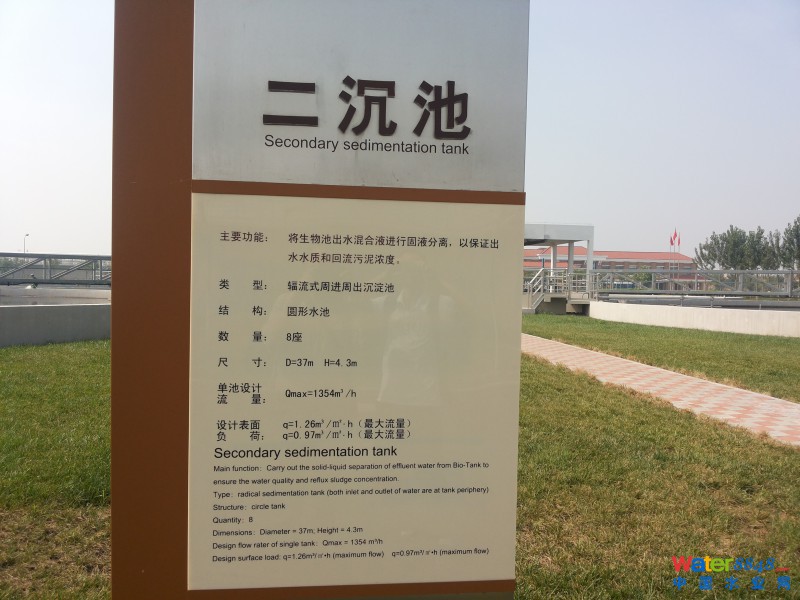 二沉池
Secondary sedimentation tank
主要功能： 将生物池出水混合液进行固液分离，以保证出
水水质和回流污泥浓度。
类 型： 辐流式周进周出沉淀池
结 构： 圆形水池
数 量： 8座
尺 寸： D=37m H=4.3m
单池设计
流 量： Qmax=1354m³/h
设计表面 q=1.26m³/㎡·h（最大流量）
负 荷： q=0.97m³/㎡·h（最大流量）
Secondary sedimentation tank
Main function: Carry out the solid-liquid separation of effluent water from Bio-Tank to
ensure the water quality and reflux sludge concentration.
Type: radical sedimentation tank (both inlet and outlet of water are at tank periphery)
Structure: circle tank
Quantity: 8
Dimensions: Diameter = 37m, Height = 4.3m
Design flow rater of single tank: Qmax = 1354 m³/h
Design surface load: q=1.26m³/㎡•h (maximum flow) q=0.97m³/㎡•h (maximum flow)
Water8848.com
中国水业网